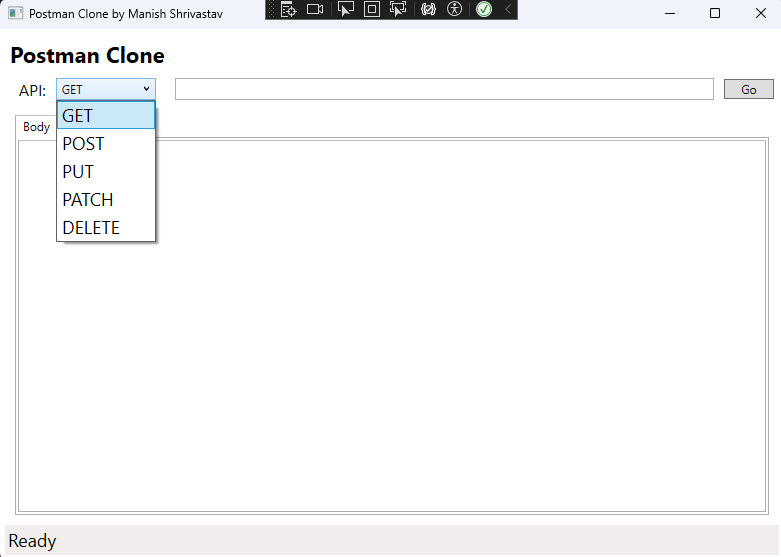 Postman Clone by Manish Shrivastav
Postman Clone
API: GET Go
GET
Body
POST
PUT
PATCH
DELETE
Ready